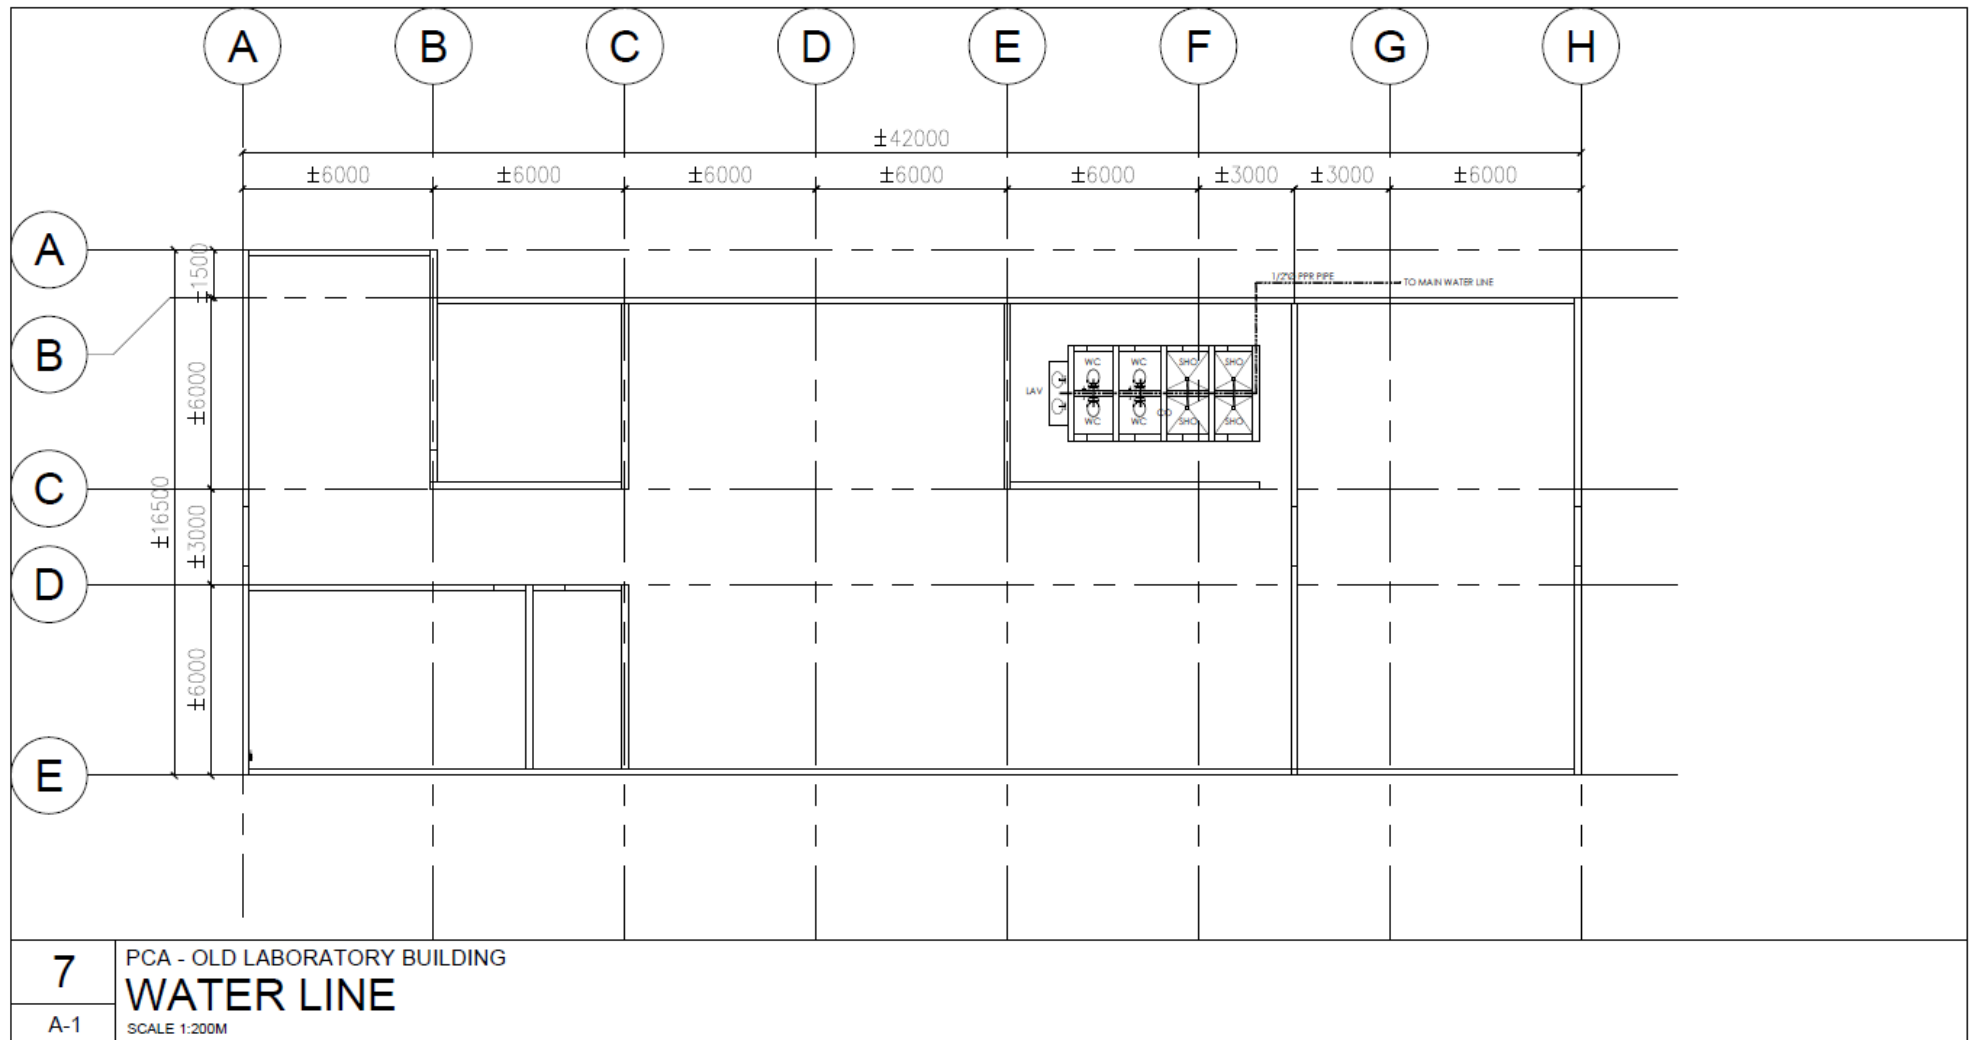 A B C D E F G H
±42000
±6000 ±6000 ±6000 ±6000 ±6000 ±3000 ±3000 ±6000
A
±1500
1/2"Ø PPR PIPE
TO MAIN WATER LINE
B
±6000
WC WC SHO SHO
LAV
CO
WC WC SHO SHO
C
±16500
±3000
D
±6000
E
7
A-1
PCA - OLD LABORATORY BUILDING
WATER LINE
SCALE 1:200M